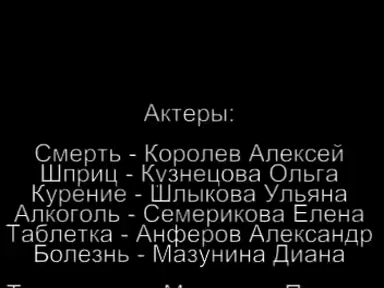 Актеры:
Смерть - Королев Алексей
Шприц - Кузнецова Ольга
Курение - Шлыкова Ульяна
Алкоголь - Семерикова Елена
Таблетка - Анферов Александр
Болезнь - Мазунина Диана